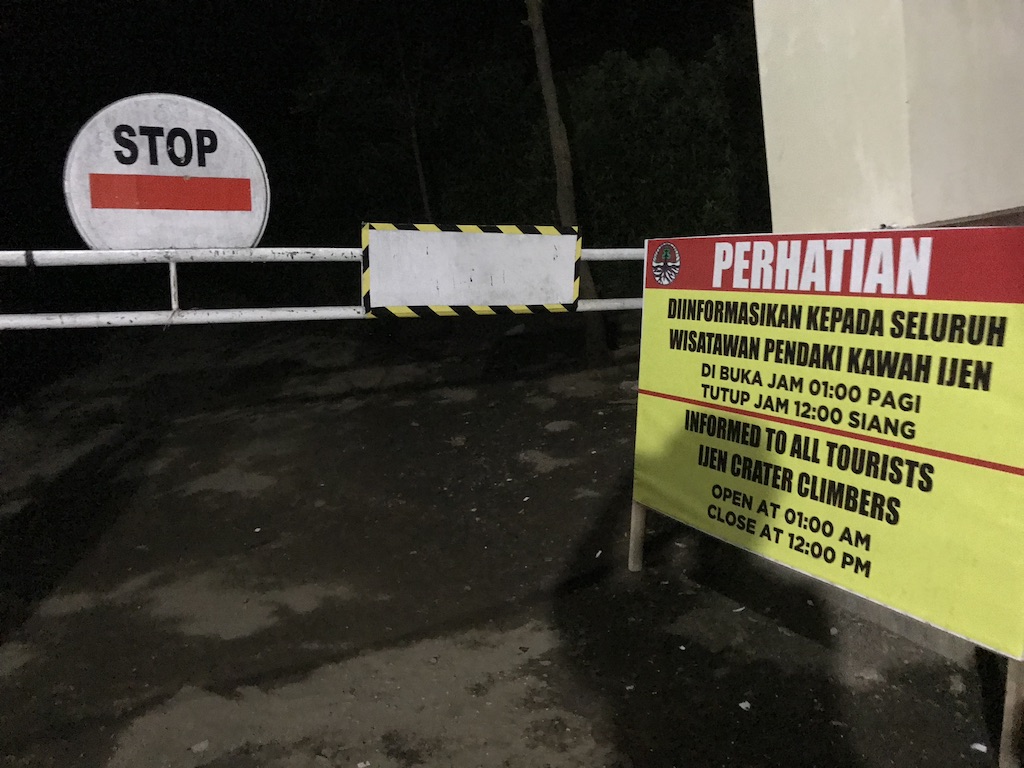 STOP
PERHATIAN
DIINFORMASIKAN KEPADA SELURUH
WISATAWAN PENDAKI KAWAH IJEN
DI BUKA JAM 01:00 PAGI
TUTUP JAM 12:00 SIANG
INFORMED TO ALL TOURISTS
IJEN CRATER CLIMBERS
OPEN AT 01:00 AM
CLOSE AT 12:00 PM